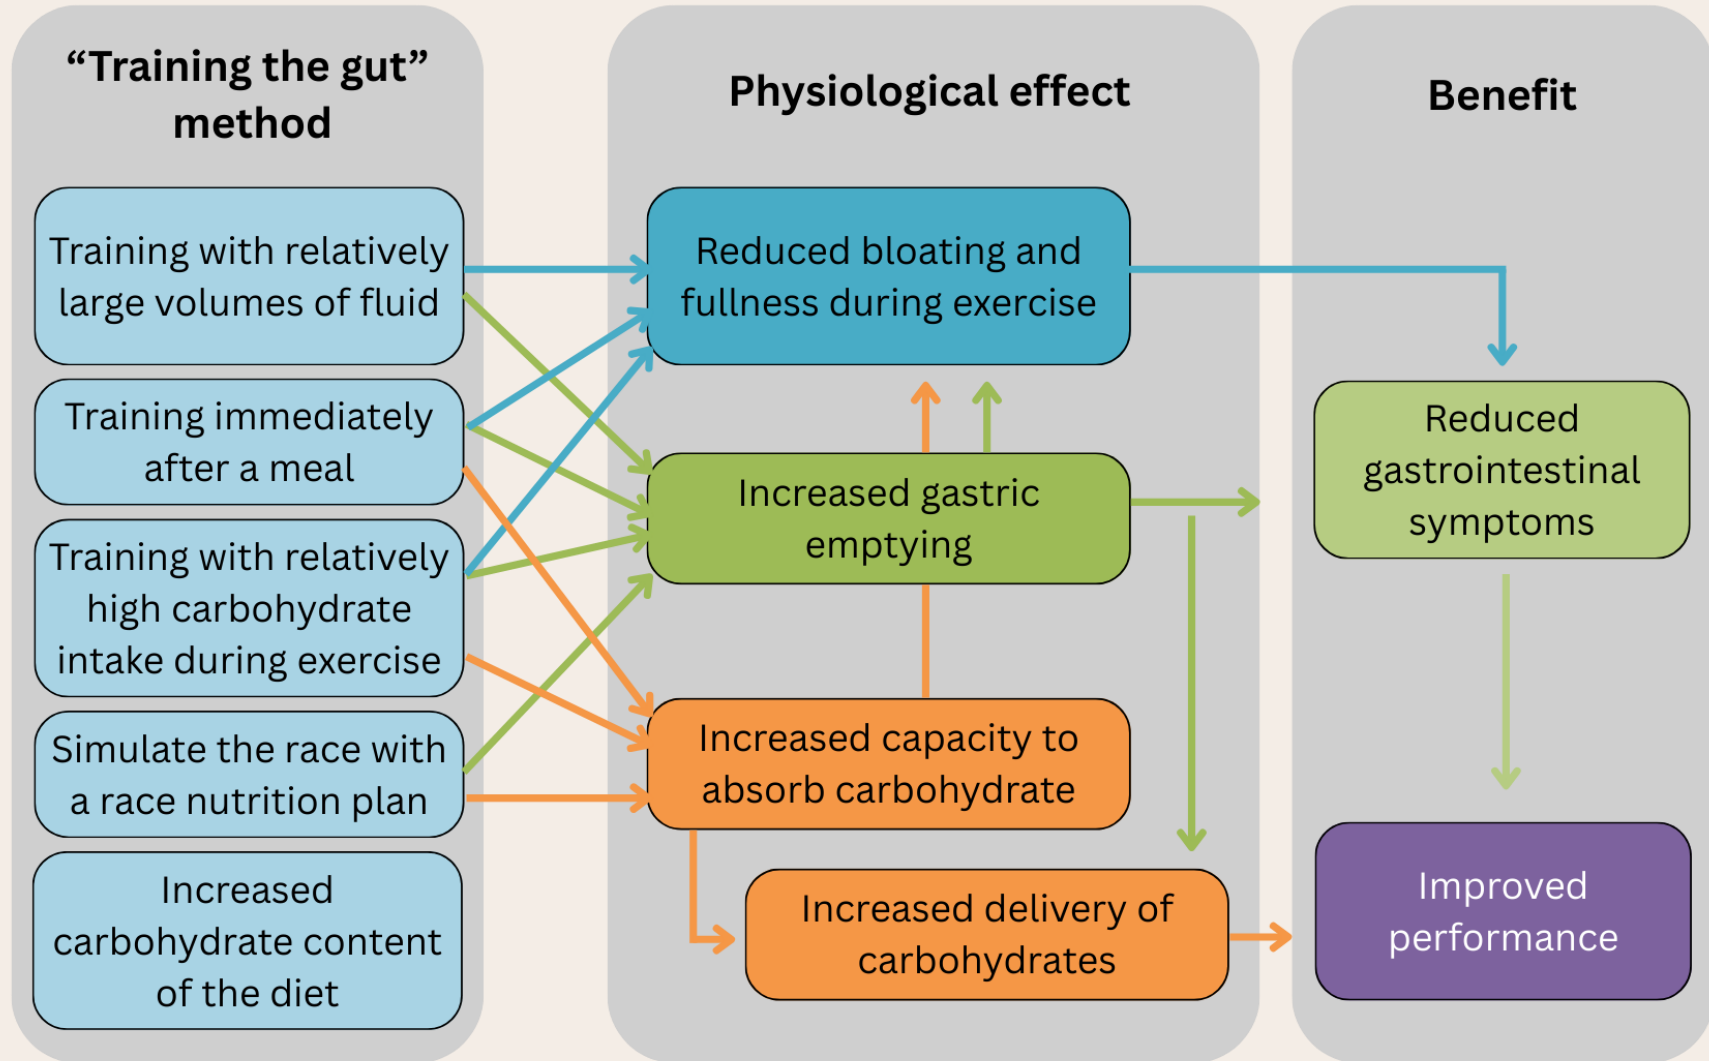 “Training the gut”
method
Training with relatively
large volumes of fluid
Training immediately
after a meal
Training with relatively
high carbohydrate
intake during exercise
Simulate the race with
a race nutrition plan
Increased
carbohydrate content
of the diet
Physiological effect
Reduced bloating and
fullness during exercise
Increased gastric
emptying
Increased capacity to
absorb carbohydrate
Increased delivery of
carbohydrates
Benefit
Reduced
gastrointestinal
symptoms
Improved
performance